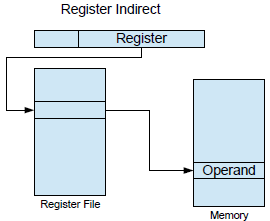 Register Indirect
Register
Operand
Register File
Memory